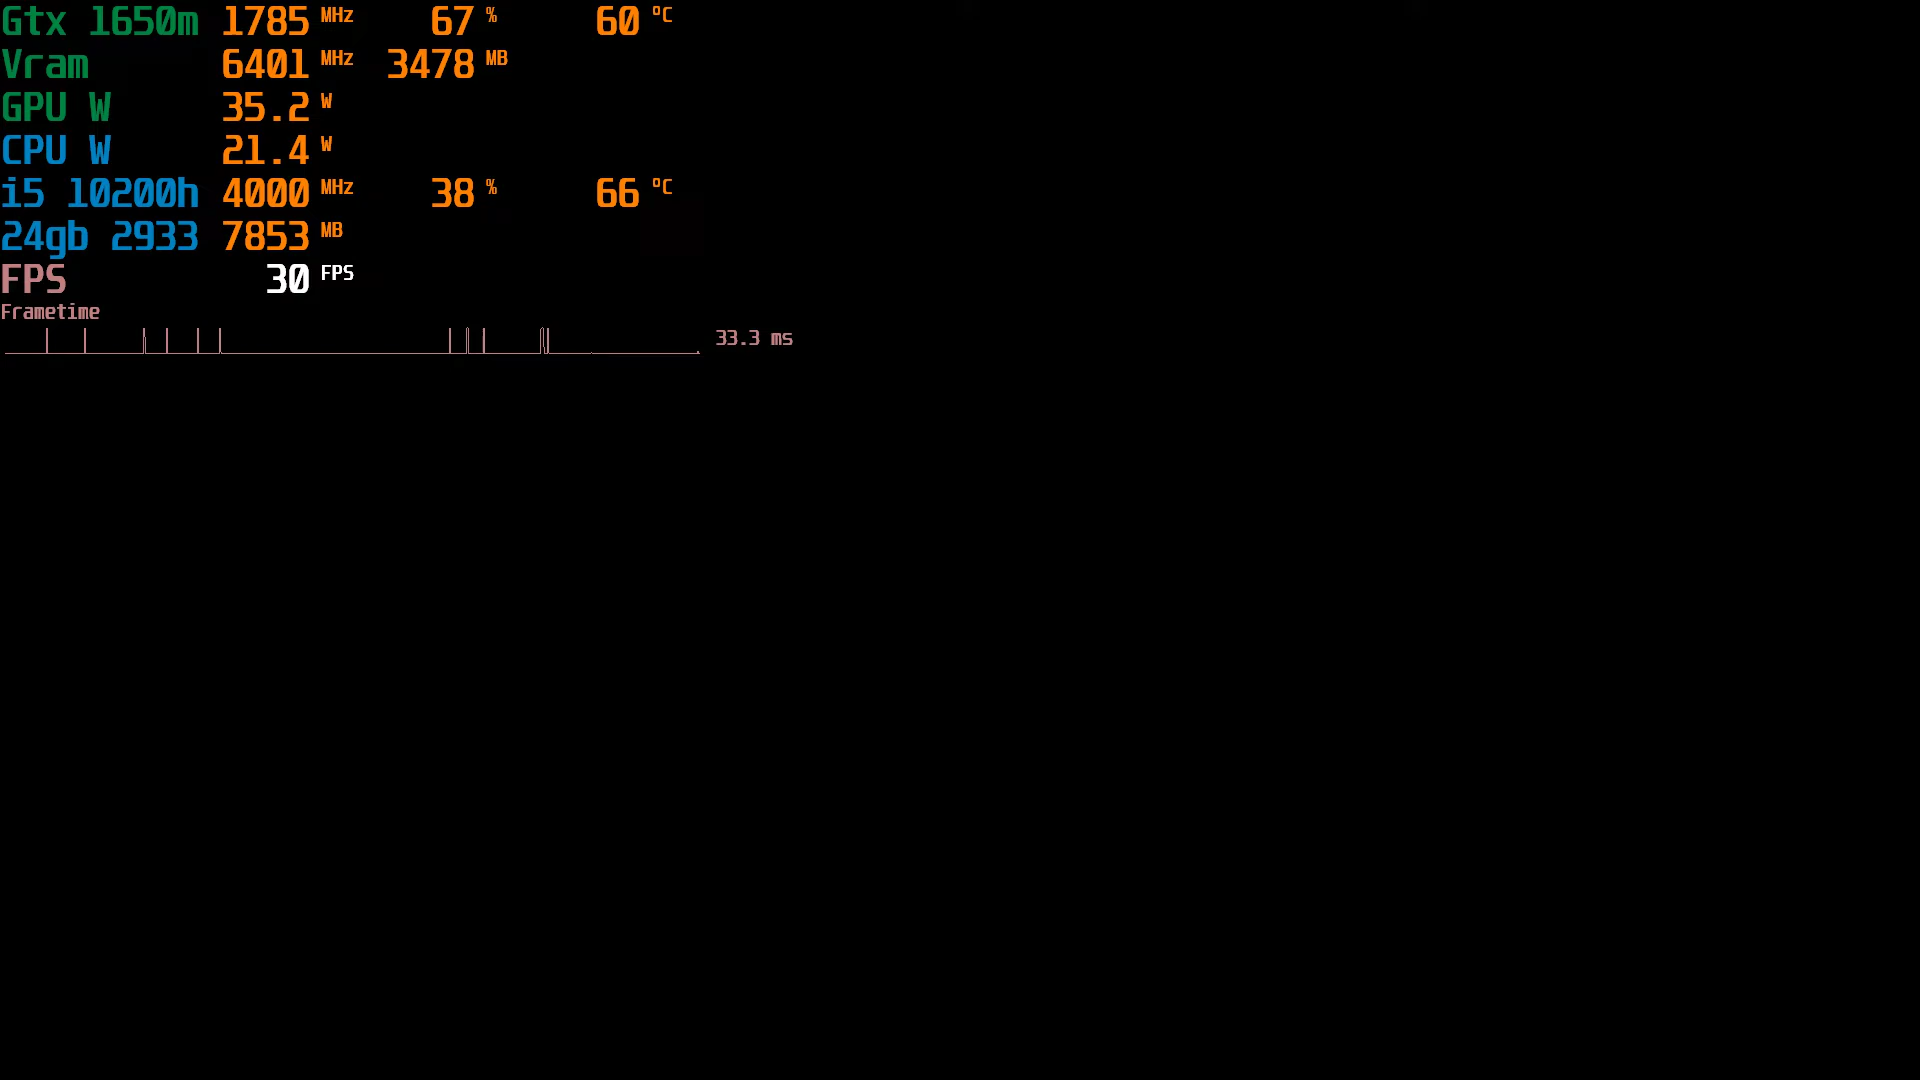 Gtx 1650m 1785 MHz 67 % 60 °C
Vram 6401 MHz 3478 MB
GPU W 35.2 W
CPU W 21.4 W
i5 10200h 4000 MHz 38 % 66 °C
24gb 2933 7853 MB
FPS 30 FPS
Frametime
33.3 ms